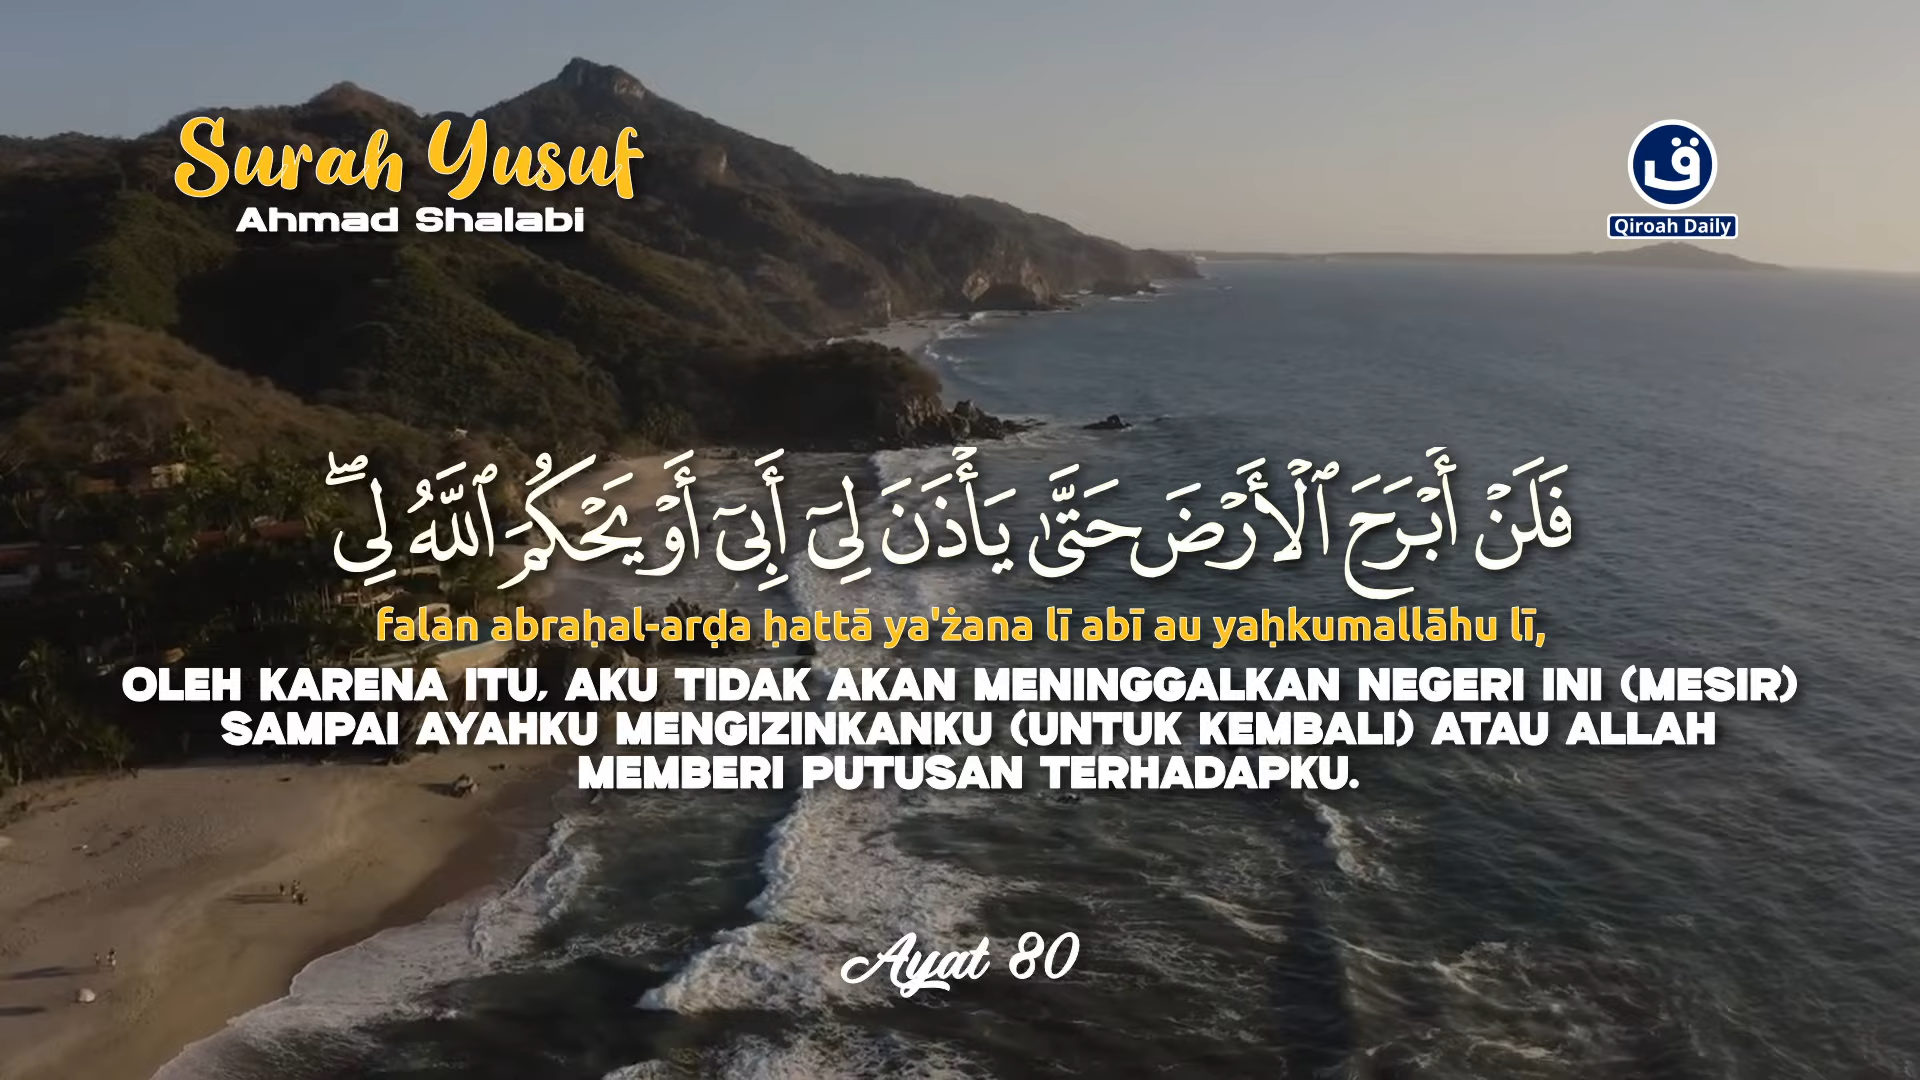 Surah Yusuf
Ahmad Shalabi
ق
Qiroah Daily
فَلَنْ أَبْرَحَ ٱلْأَرْضَ حَتَّىٰ يَأْذَنَ لِىٓ أَبِىٓ أَوْ يَحْكُمَ ٱللَّهُ لِى ۖ
falan abraḥal-arḍa ḥattā ya'żana lī abī au yaḥkumallāhu lī,
OLEH KARENA ITU, AKU TIDAK AKAN MENINGGALKAN NEGERI INI (MESIR)
SAMPAI AYAHKU MENGIZINKANKU (UNTUK KEMBALI) ATAU ALLAH
MEMBERI PUTUSAN TERHADAPKU.
Ayat 80